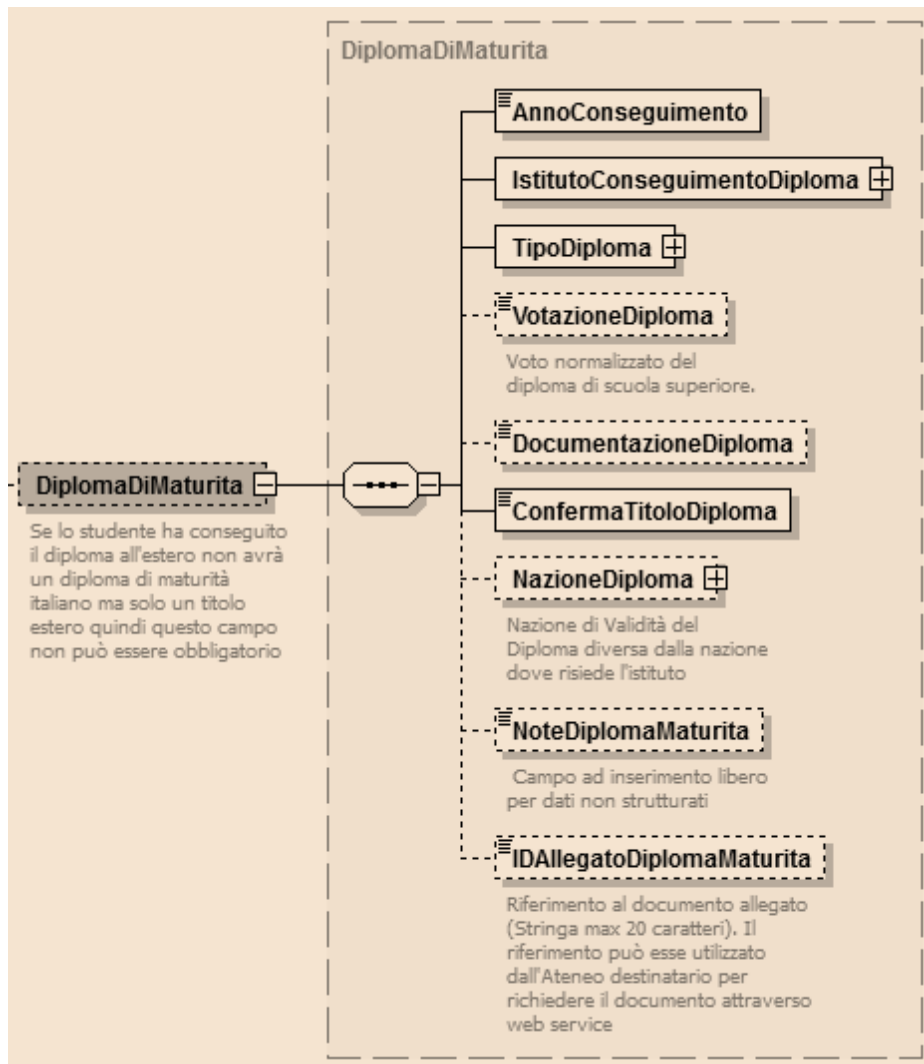 DiplomaDiMaturita
AnnoConseguimento
IstitutoConseguimentoDiploma
TipoDiploma
VotazioneDiploma
Voto normalizzato del
diploma di scuola superiore.
DocumentazioneDiploma
DiplomaDiMaturita
Se lo studente ha conseguito
il diploma all'estero non avrà
un diploma di maturità
italiano ma solo un titolo
estero quindi questo campo
non può essere obbligatorio
ConfermaTitoloDiploma
NazioneDiploma
Nazione di Validità del
Diploma diversa dalla nazione
dove risiede l'istituto
NoteDiplomaMaturita
Campo ad inserimento libero
per dati non strutturati
IDAllegatoDiplomaMaturita
Riferimento al documento allegato
(Stringa max 20 caratteri). Il
riferimento può esse utilizzato
dall'Ateneo destinatario per
richiedere il documento attraverso
web service